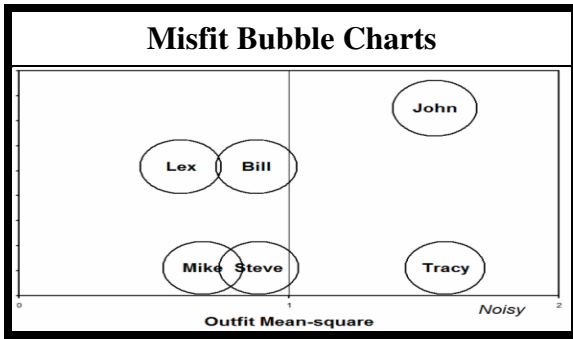 Misfit Bubble Charts
John
Lex Bill
Mike Steve Tracy
0 1 2
Noisy
Outfit Mean-square